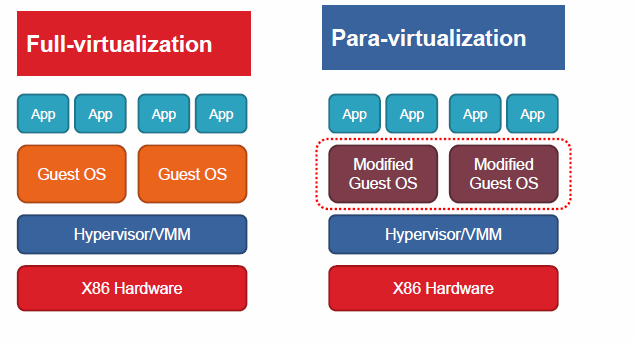 Full-virtualization
App App App App
Guest OS Guest OS
Hypervisor/VMM
X86 Hardware
Para-virtualization
App App App App
Modified Guest OS Modified Guest OS
Hypervisor/VMM
X86 Hardware